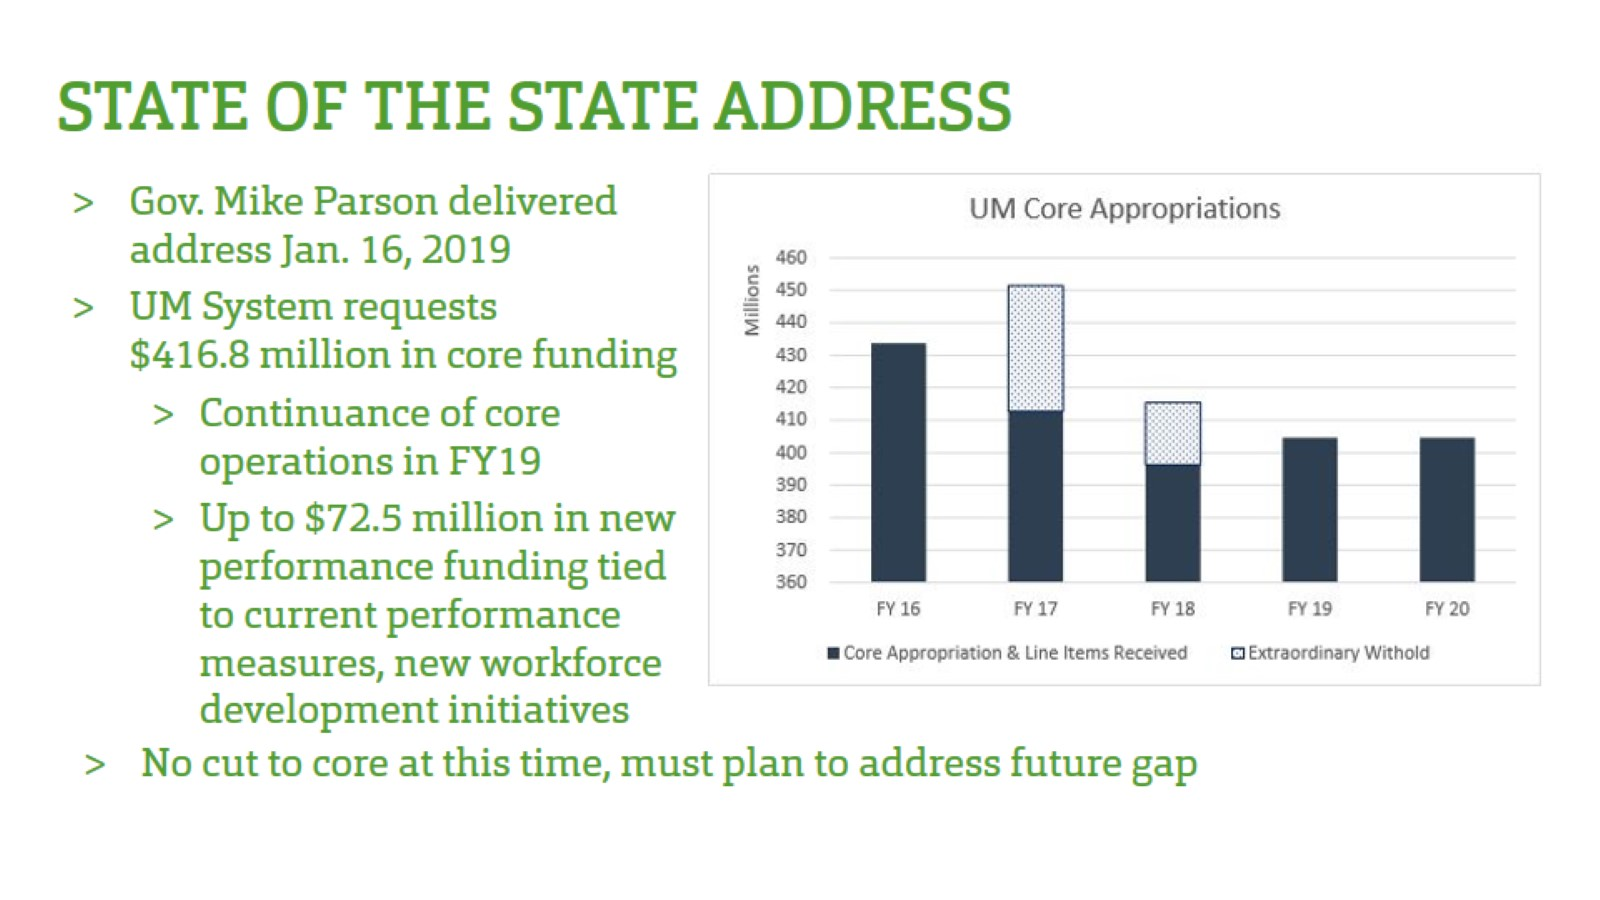 STATE OF THE STATE ADDRESS
> Gov. Mike Parson delivered
address Jan. 16, 2019
> UM System requests
$416.8 million in core funding
> Continuance of core
operations in FY19
> Up to $72.5 million in new
performance funding tied
to current performance
measures, new workforce
development initiatives
> No cut to core at this time, must plan to address future gap
UM Core Appropriations
Millions
460
450
440
430
420
410
400
390
380
370
360
FY 16 FY 17 FY 18 FY 19 FY 20
Core Appropriation & Line Items Received Extraordinary Withold